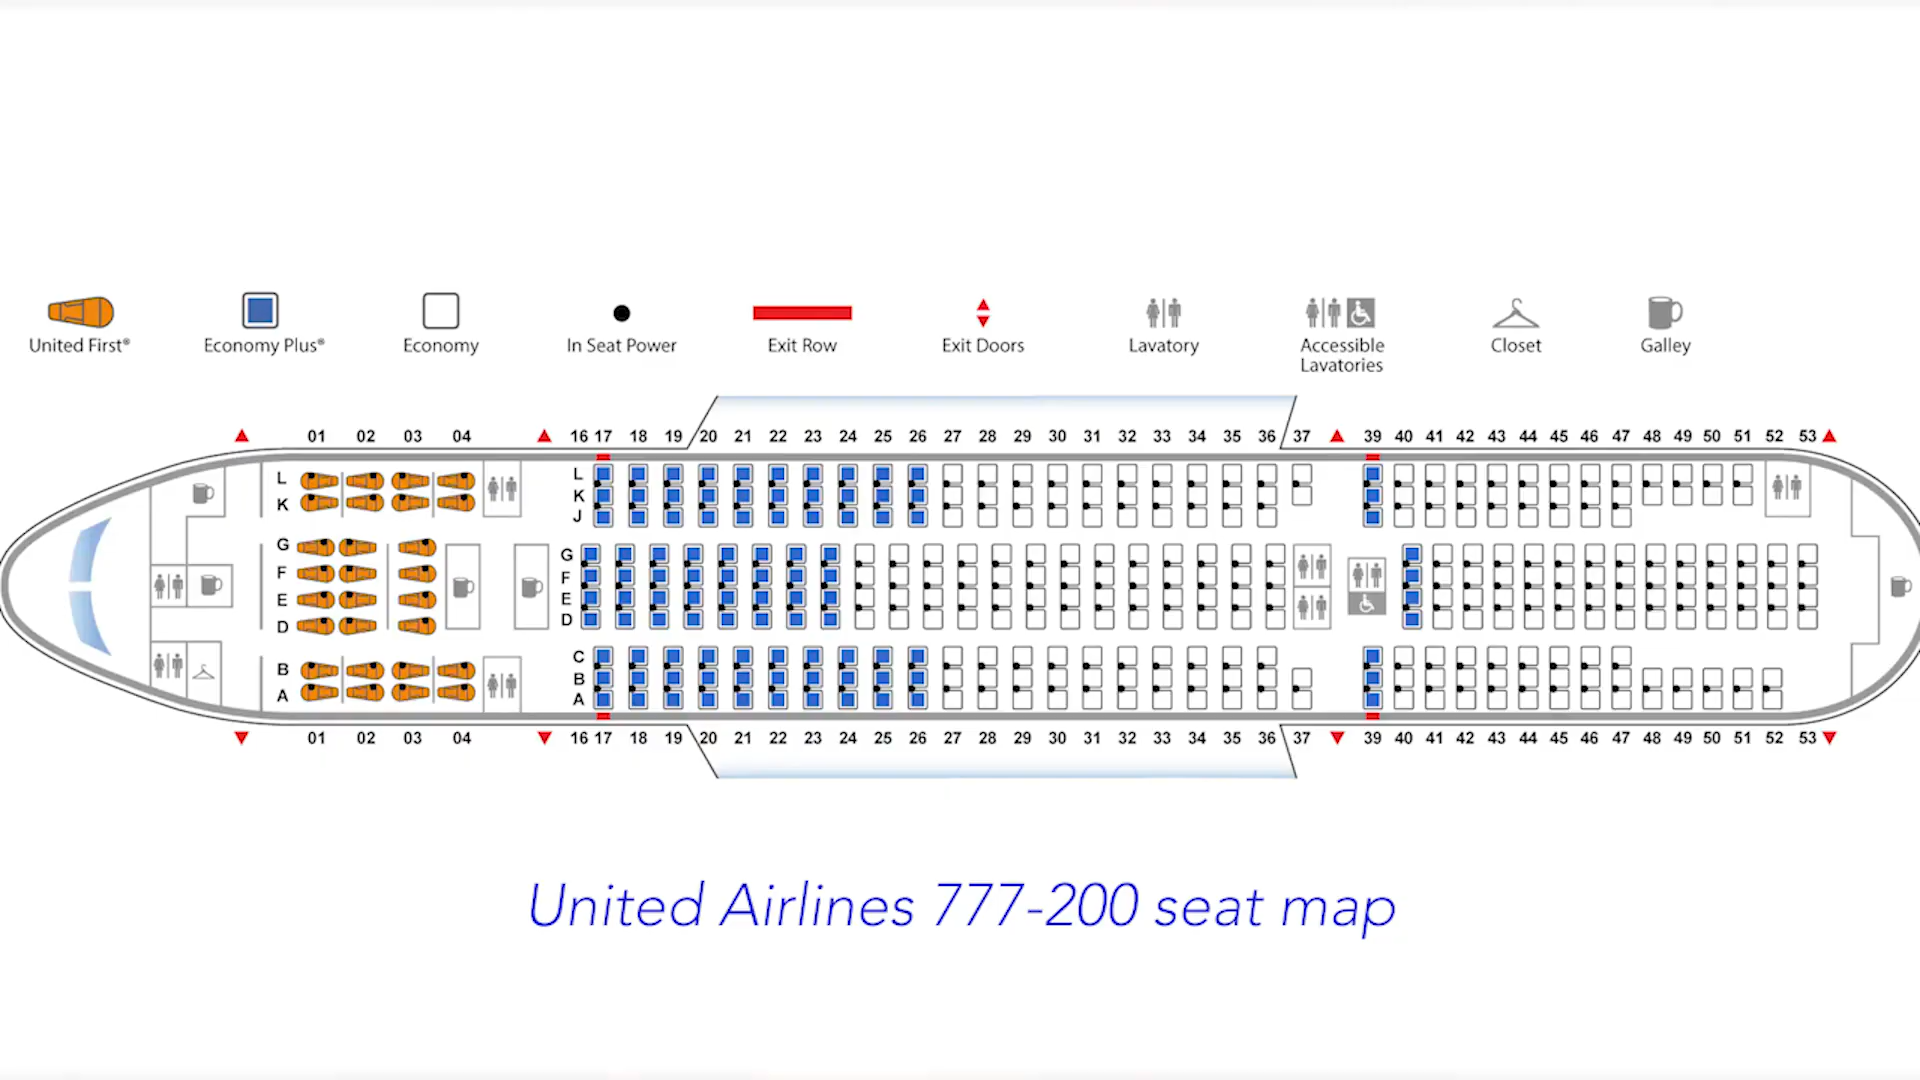 United First® Economy Plus® Economy In Seat Power Exit Row Exit Doors Lavatory Accessible Closet Galley
Lavatories
01 02 03 04 16 17 18 19 20 21 22 23 24 25 26 27 28 29 30 31 32 33 34 35 36 37 39 40 41 42 43 44 45 46 47 48 49 50 51 52 53
L L
K K
J
G G
F F
E E
D D
C
B B
A A
01 02 03 04 16 17 18 19 20 21 22 23 24 25 26 27 28 29 30 31 32 33 34 35 36 37 39 40 41 42 43 44 45 46 47 48 49 50 51 52 53
United Airlines 777-200 seat map